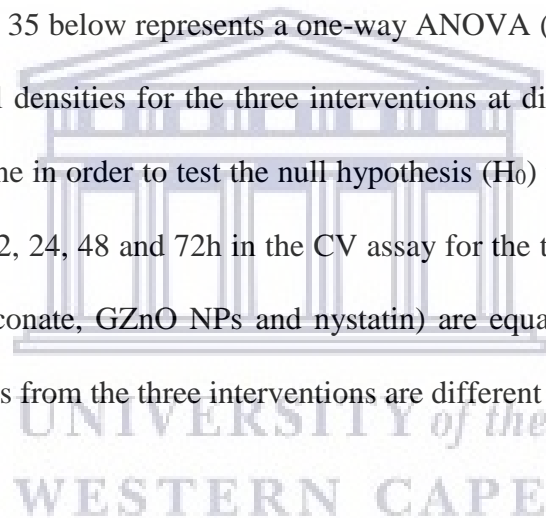 35 below represents a one-way ANOVA (
l densities for the three interventions at di
ne in order to test the null hypothesis (H₀)
2, 24, 48 and 72h in the CV assay for the t
conate, GZnO NPs and nystatin) are equa
s from the three interventions are different
UNIVERSITY of the
WESTERN CAPE